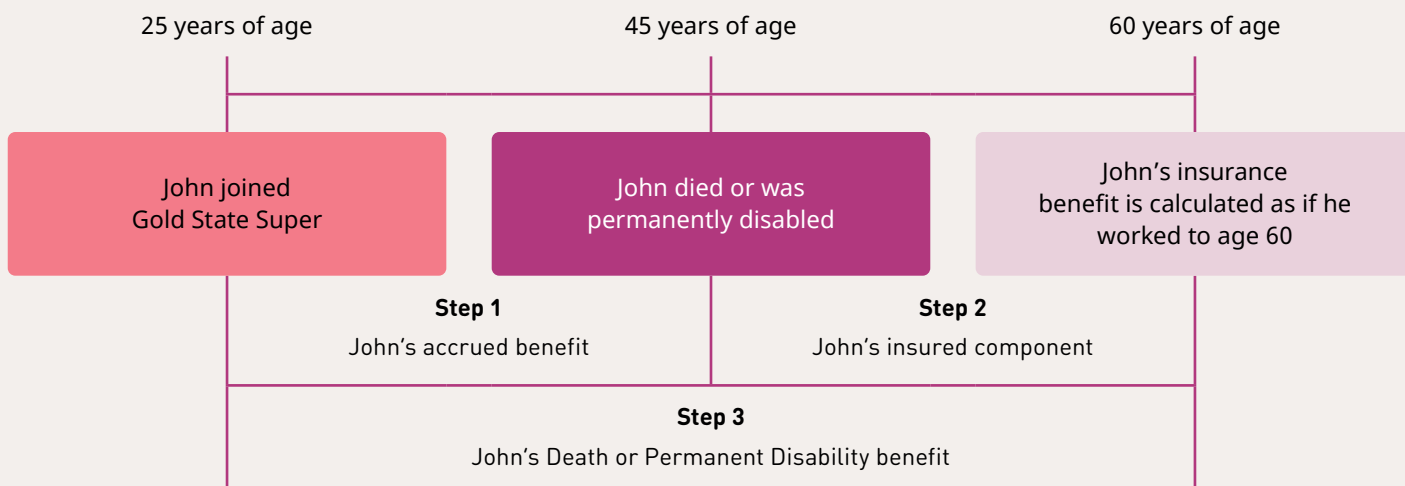 25 years of age
45 years of age
60 years of age
John joined
Gold State Super
John died or was
permanently disabled
John’s insurance
benefit is calculated as if he
worked to age 60
Step 1
John’s accrued benefit
Step 2
John’s insured component
Step 3
John’s Death or Permanent Disability benefit